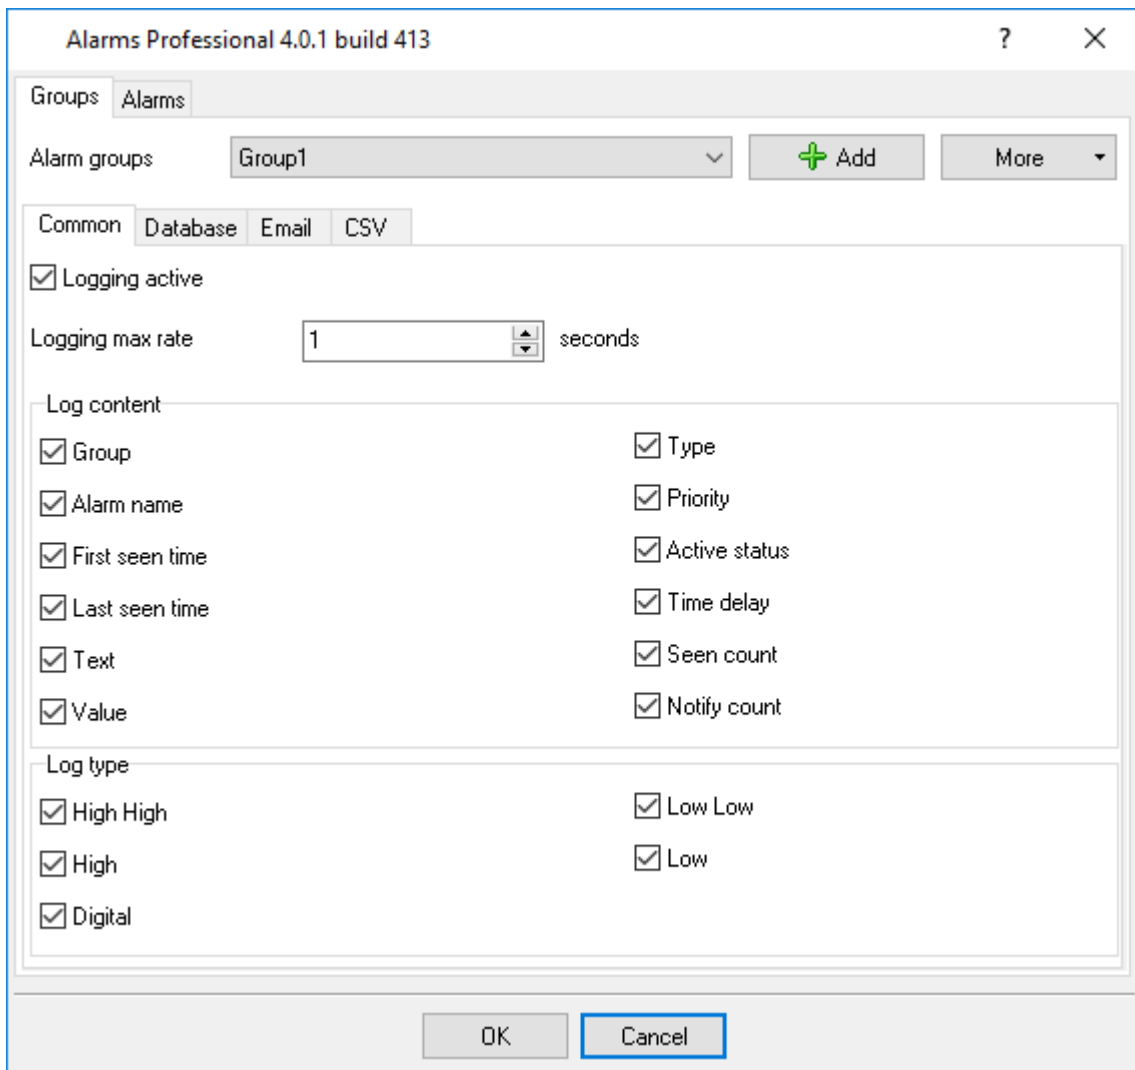 Alarms Professional 4.0.1 build 413 ?
Groups Alarms
Alarm groups Group1 Add More
Common Database Email CSV
Logging active
Logging max rate 1 seconds
Log content
Group Type
Alarm name Priority
First seen time Active status
Last seen time Time delay
Text Seen count
Value Notify count
Log type
High High Low Low
High Low
Digital
OK Cancel